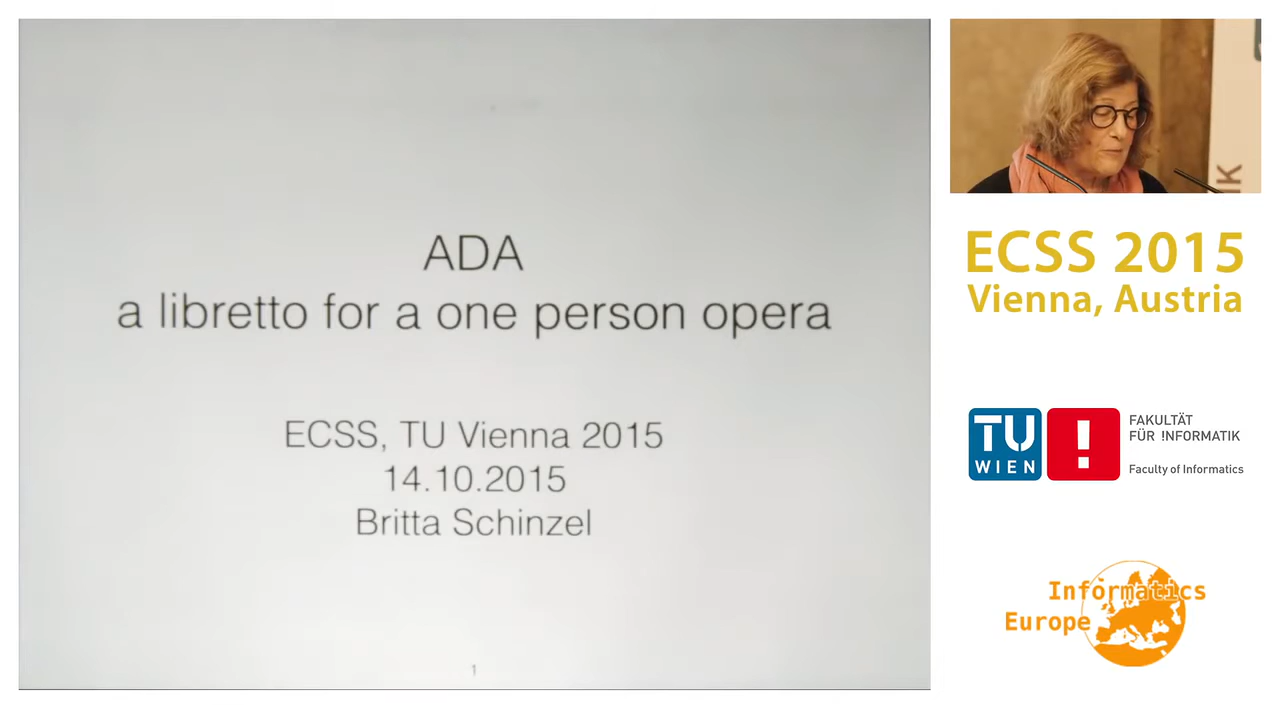 ADA
a libretto for a one person opera
ECSS, TU Vienna 2015
14.10.2015
Britta Schinzel
1
IK
ECSS 2015
Vienna, Austria
TU
WIEN
!
FAKULTÄT
FÜR !NFORMATIK
Faculty of Informatics
Informatics
Europe